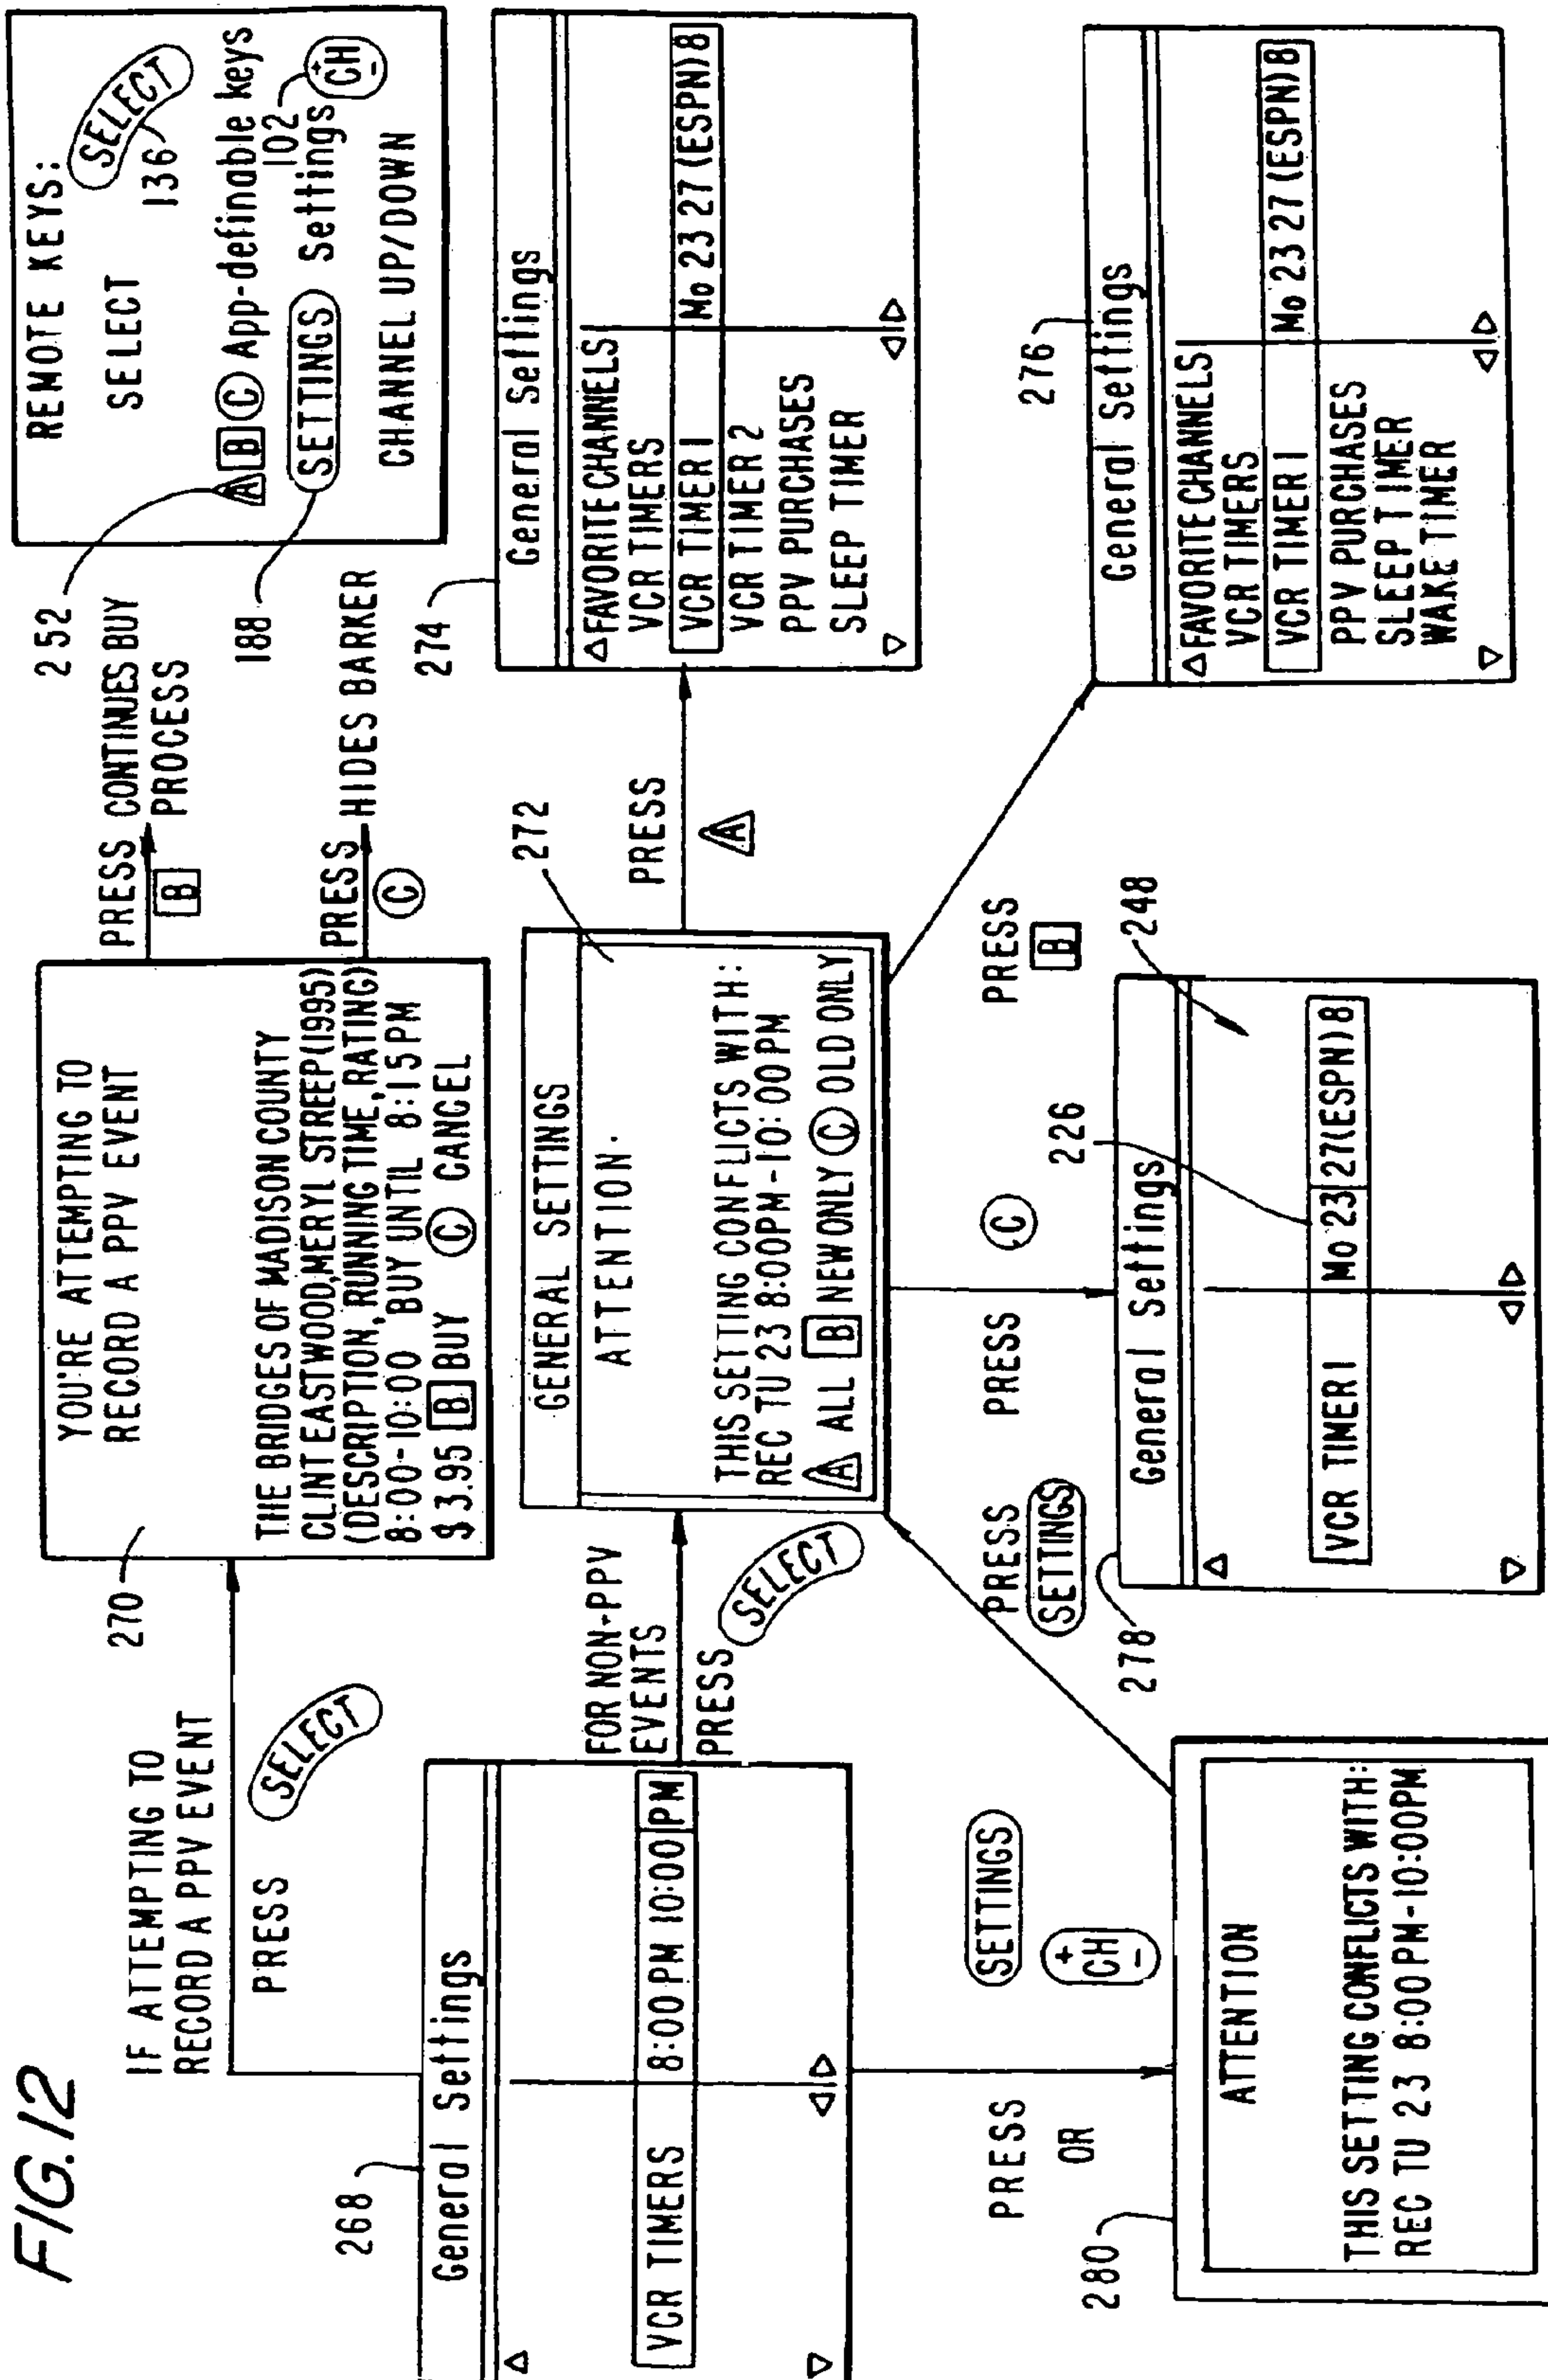 FIG.12
IF ATTEMPTING TO
RECORD A PPV EVENT
PRESS
SELECT
268
General Settings
VCR TIMERS 8:00 PM 10:00 PM
270
YOU'RE ATTEMPTING TO
RECORD A PPV EVENT
THE BRIDGES OF MADISON COUNTY
CLINT EASTWOOD,MERYL STREEP(1995)
(DESCRIPTION, RUNNING TIME, RATING)
8:00-10:00 BUY UNTIL 8:15PM
$3.95 B BUY C CANCEL
PRESS CONTINUES BUY
B PROCESS
PRESS HIDES BARKER
C
REMOTE KEYS:
SELECT SELECT
136
252
A B C App-definable keys
102
188
SETTINGS Settings
CH
+
-
CHANNEL UP/DOWN
FOR NON-PPV
EVENTS
PRESS
SELECT
272
GENERAL SETTINGS
ATTENTION.
THIS SETTING CONFLICTS WITH:
REC TU 23 8:00PM-10:00PM
A ALL B NEW ONLY C OLD ONLY
PRESS
A
274
General Settings
FAVORITE CHANNELS
VCR TIMERS
VCR TIMER 1 Mo 23 27 (ESPN) 8
VCR TIMER 2
PPV PURCHASES
SLEEP TIMER
PRESS
OR
SETTINGS
+
CH
-
280
ATTENTION
THIS SETTING CONFLICTS WITH:
REC TU 23 8:00PM-10:00PM
PRESS
SETTINGS
PRESS C
278
General Settings
226
248
VCR TIMER 1 Mo 23 27(ESPN) 8
PRESS
B
276
General Settings
FAVORITE CHANNELS
VCR TIMERS
VCR TIMER 1 Mo 23 27 (ESPN) 8
PPV PURCHASES
SLEEP TIMER
WAKE TIMER